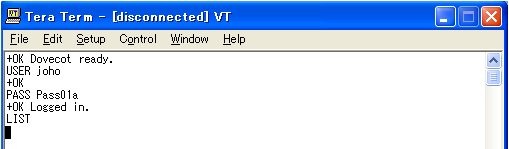 Tera Term - [disconnected] VT
File Edit Setup Control Window Help
+OK Dovecot ready.
USER joho
+OK
PASS Pass01a
+OK Logged in.
LIST